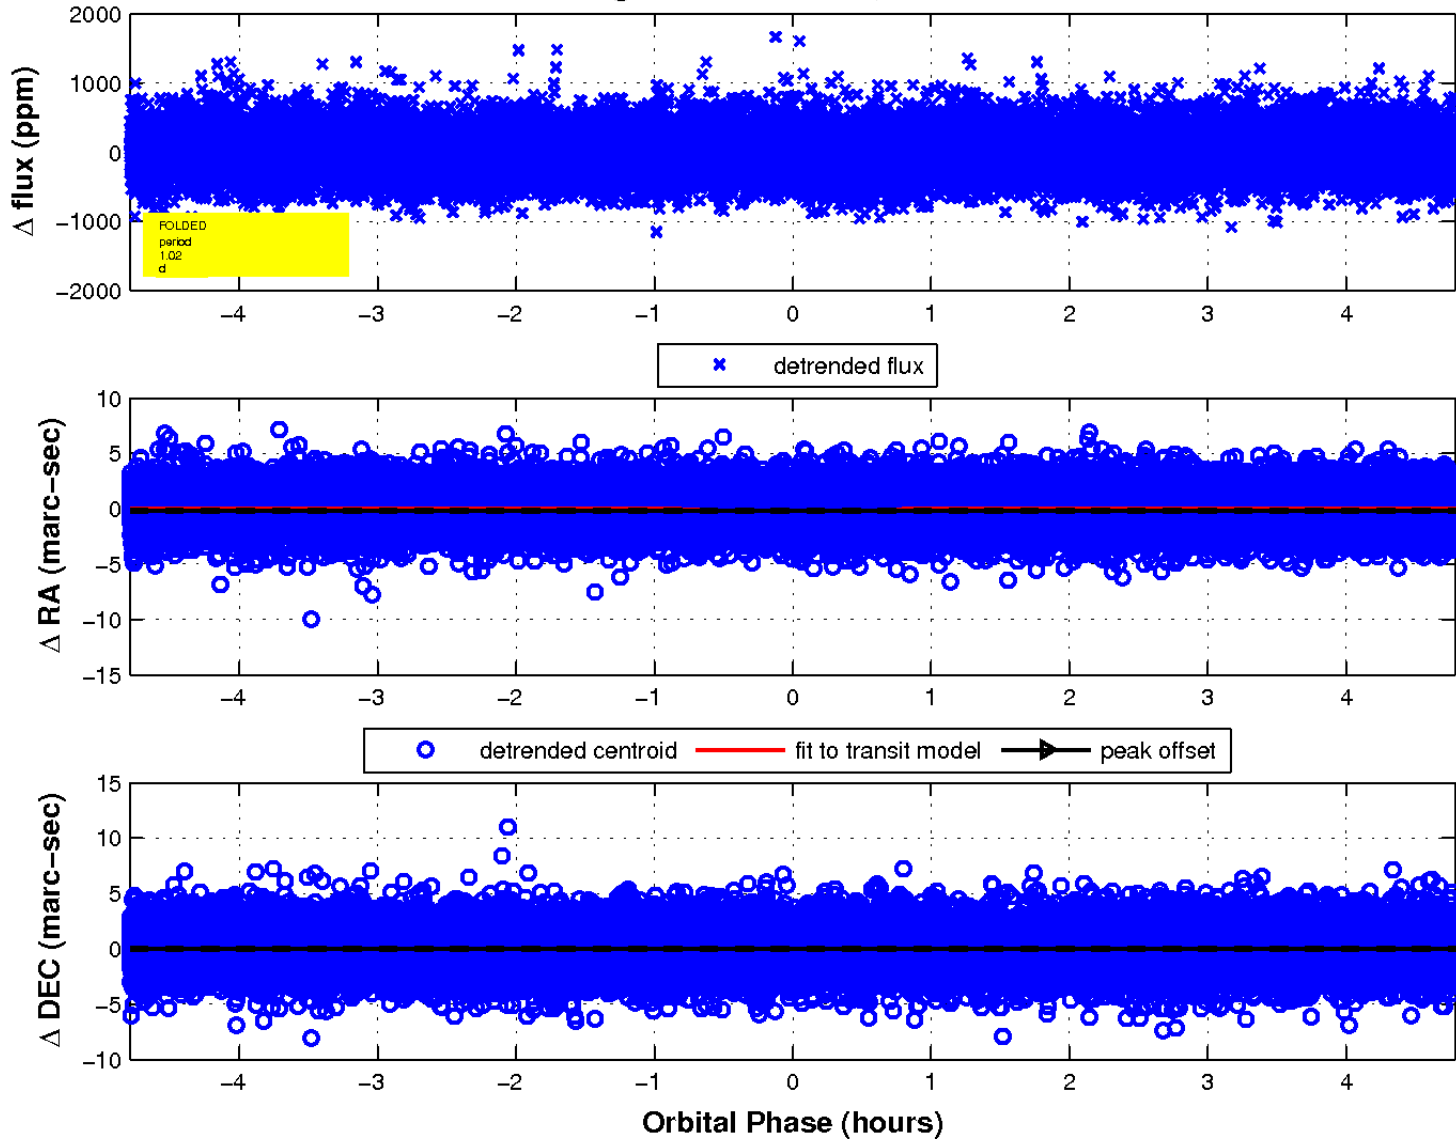 2000
1000
0
−1000
−2000
Δ flux (ppm)
FOLDED
period
1.02
d
−4 −3 −2 −1 0 1 2 3 4
detrended flux
10
5
0
−5
−10
−15
Δ RA (marc−sec)
−4 −3 −2 −1 0 1 2 3 4
detrended centroid fit to transit model peak offset
15
10
5
0
−5
−10
Δ DEC (marc−sec)
−4 −3 −2 −1 0 1 2 3 4
Orbital Phase (hours)